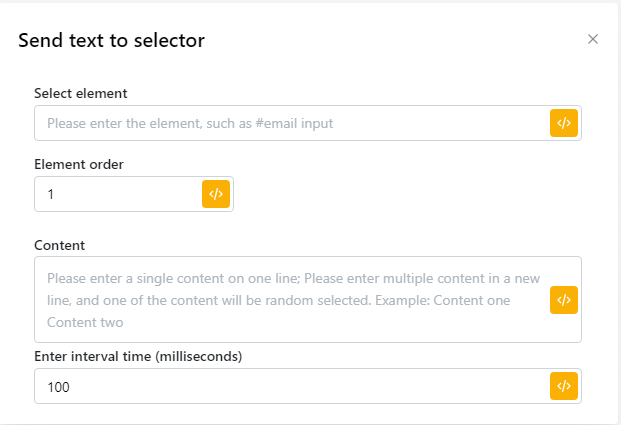 Send text to selector
Select element
Please enter the element, such as #email input
</>
Element order
1
</>
Content
Please enter a single content on one line; Please enter multiple content in a new
line, and one of the content will be random selected. Example: Content one
</>
Content two
Enter interval time (milliseconds)
100
</>